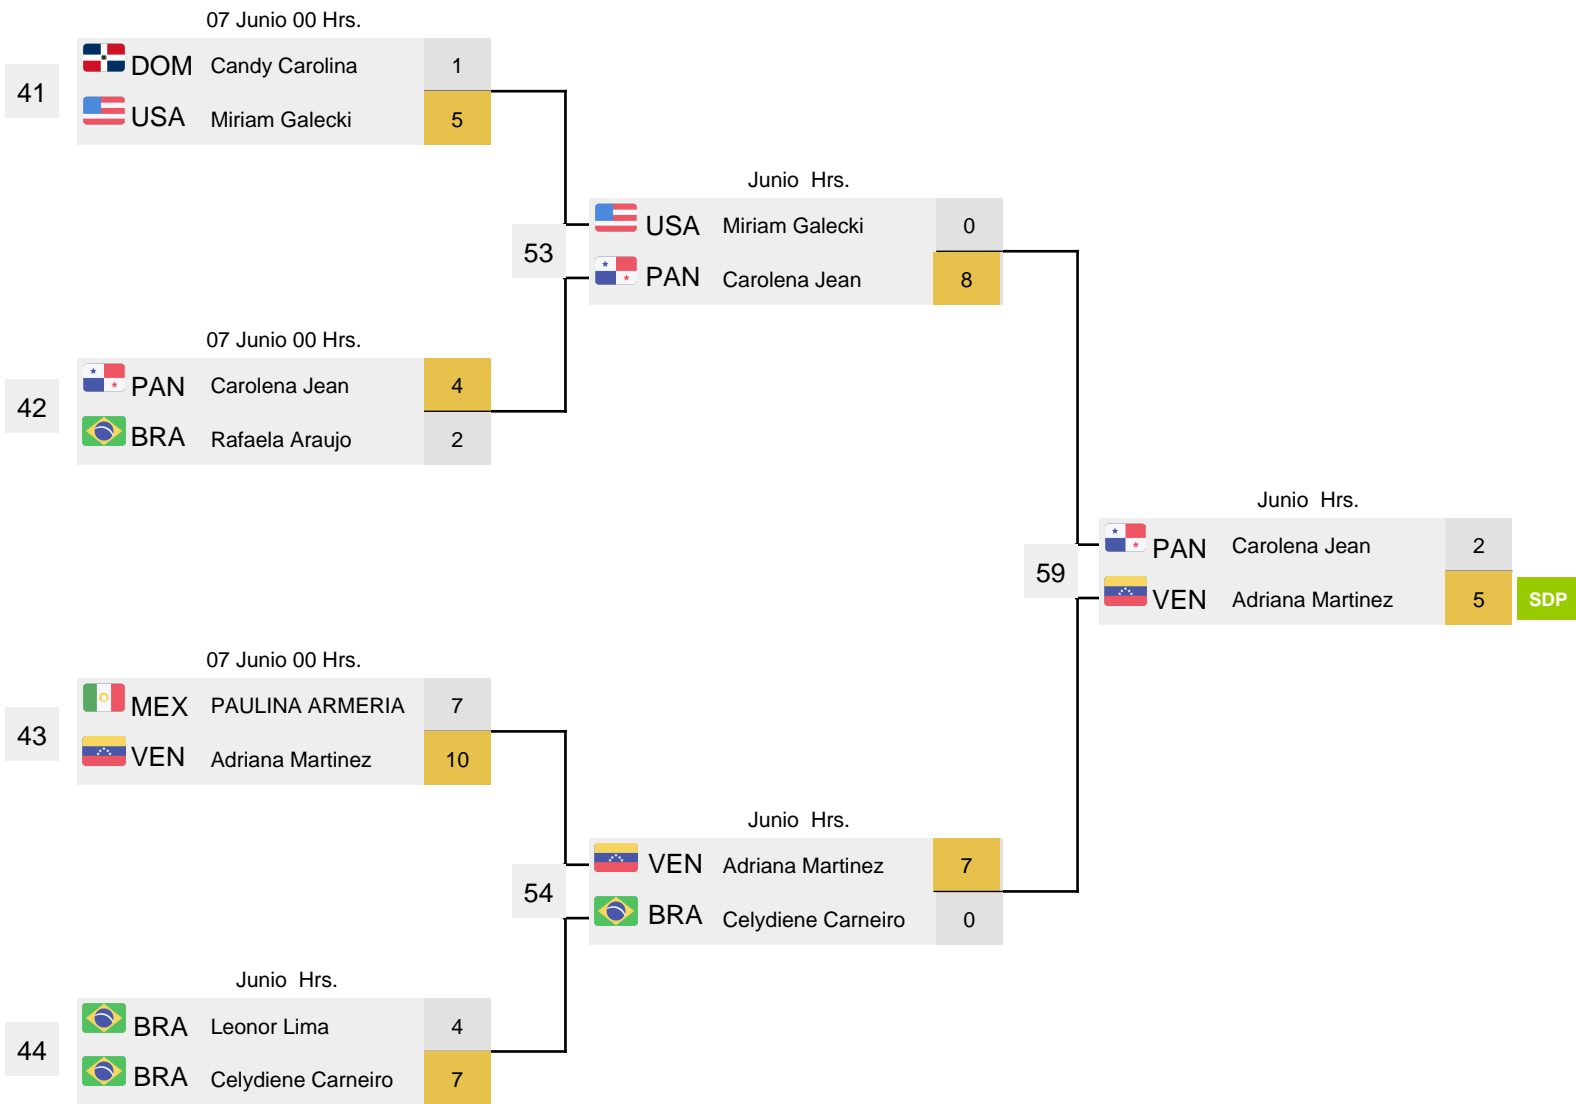 07 Junio 00 Hrs.
41
DOM Candy Carolina 1
USA Miriam Galecki 5
Junio Hrs.
53
USA Miriam Galecki 0
PAN Carolena Jean 8
07 Junio 00 Hrs.
42
PAN Carolena Jean 4
BRA Rafaela Araujo 2
Junio Hrs.
59
PAN Carolena Jean 2
VEN Adriana Martinez 5 SDP
07 Junio 00 Hrs.
43
MEX PAULINA ARMERIA 7
VEN Adriana Martinez 10
Junio Hrs.
54
VEN Adriana Martinez 7
BRA Celydiene Carneiro 0
Junio Hrs.
44
BRA Leonor Lima 4
BRA Celydiene Carneiro 7